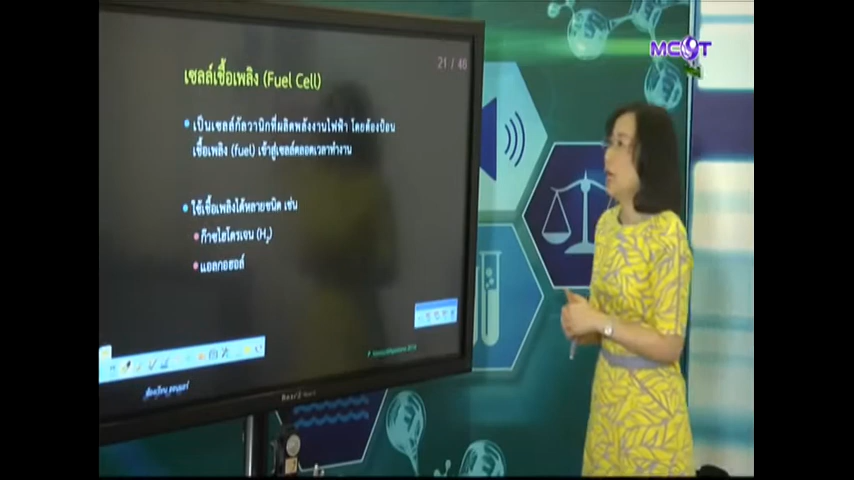 MC9T
21 / 46
เซลล์เชื้อเพลิง (Fuel Cell)
เป็นเซลล์กัลวานิกที่ผลิตพลังงานไฟฟ้า โดยต้องป้อน
เชื้อเพลิง (fuel) เข้าสู่เซลล์ตลอดเวลาทำงาน
ใช้เชื้อเพลิงได้หลายชนิด เช่น
ก๊าซไฮโดรเจน (H₂)
แอลกอฮอล์